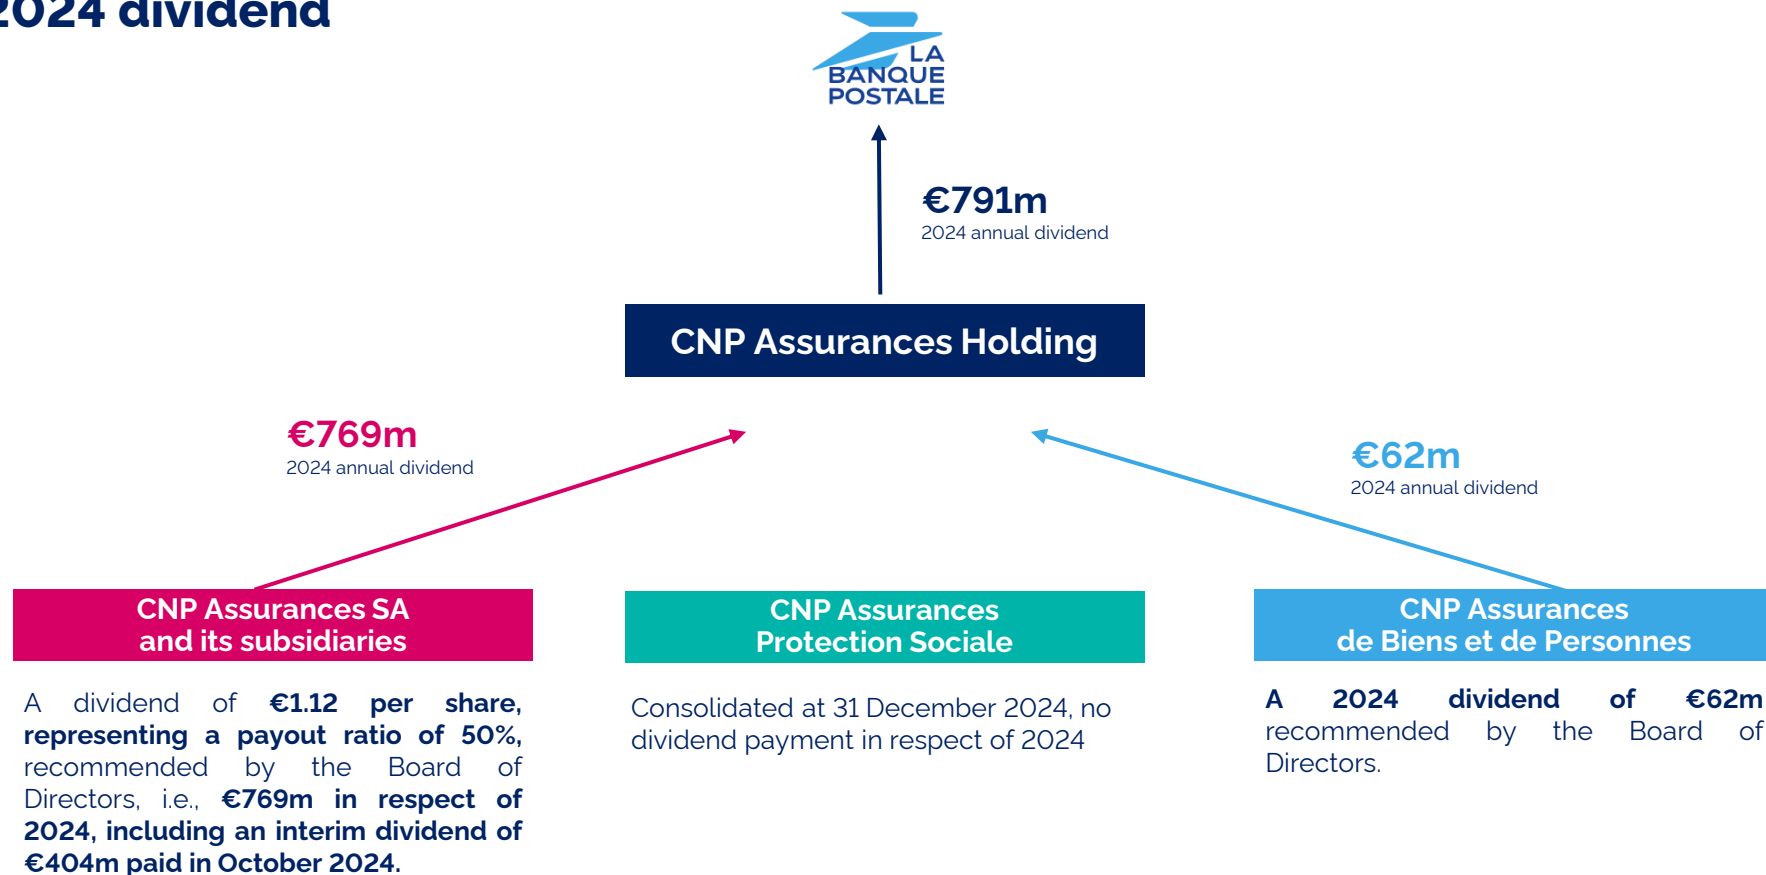 2024 dividend
LA
BANQUE
POSTALE
€791m
2024 annual dividend
CNP Assurances Holding
€769m
2024 annual dividend
€62m
2024 annual dividend
CNP Assurances SA
and its subsidiaries
A dividend of €1.12 per share,
representing a payout ratio of 50%,
recommended by the Board of
Directors, i.e., €769m in respect of
2024, including an interim dividend of
€404m paid in October 2024.
CNP Assurances
Protection Sociale
Consolidated at 31 December 2024, no
dividend payment in respect of 2024
CNP Assurances
de Biens et de Personnes
A 2024 dividend of €62m
recommended by the Board of
Directors.